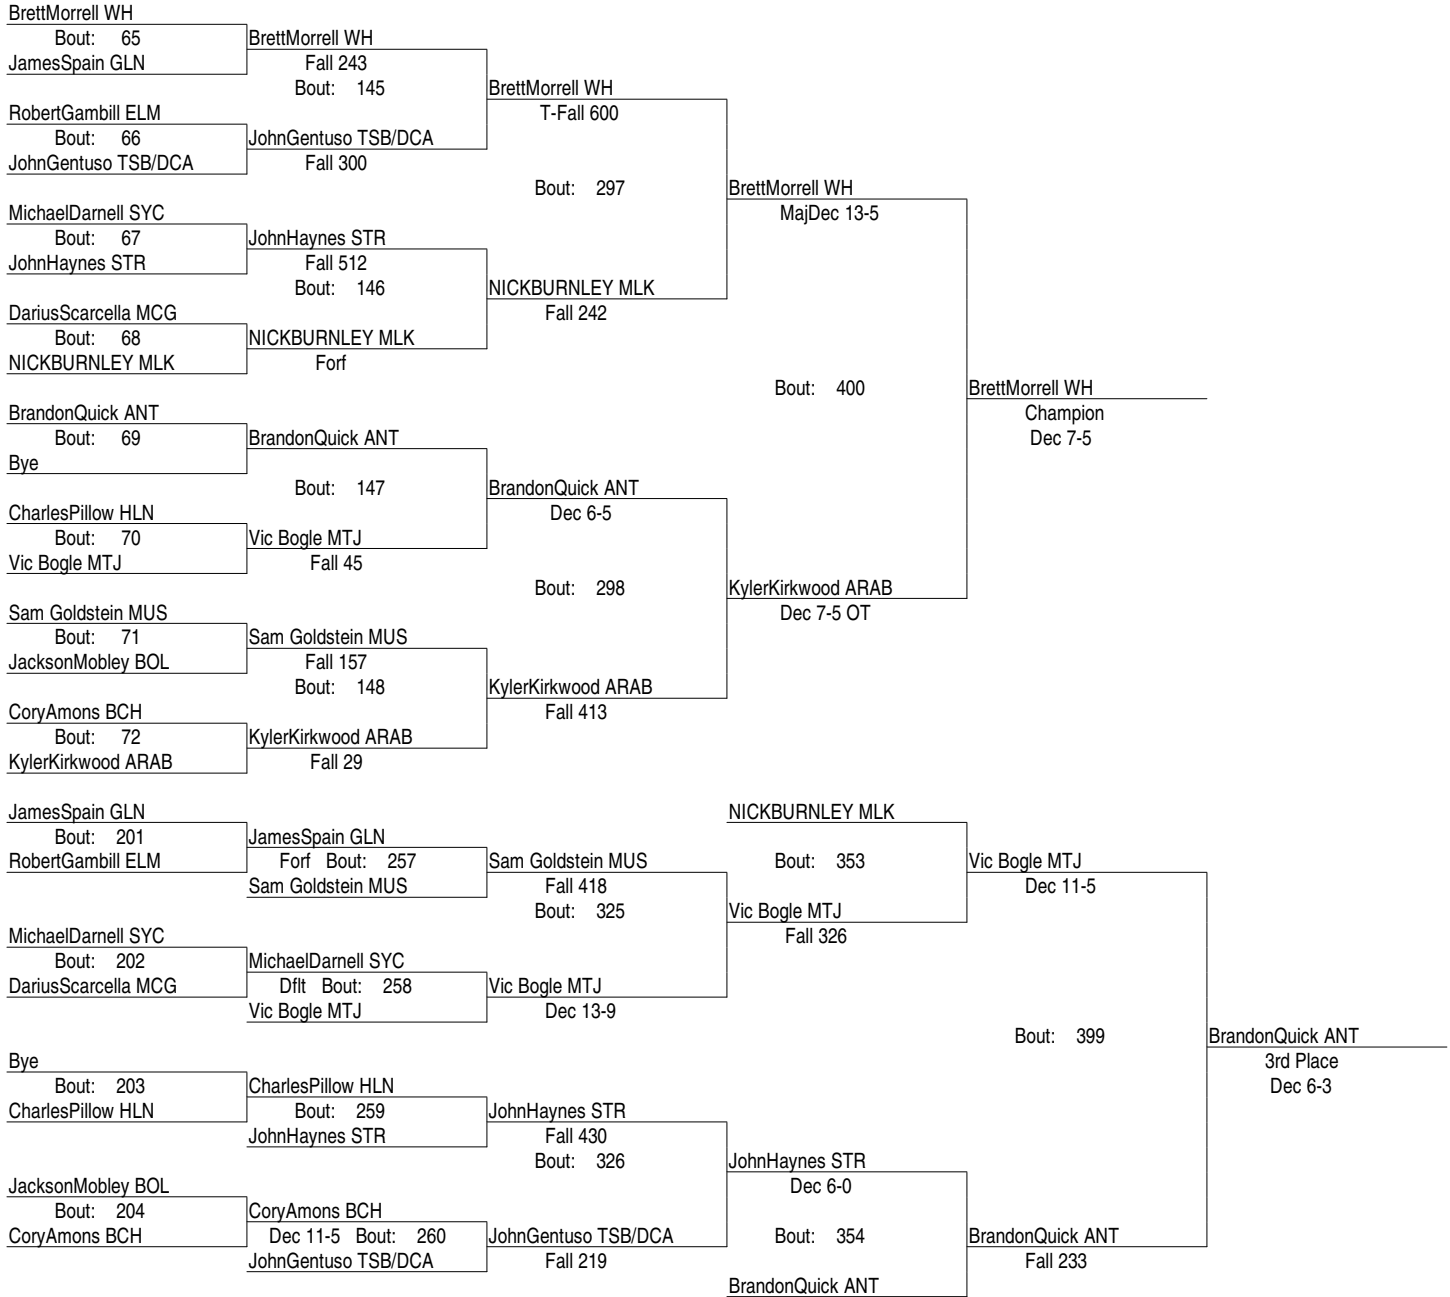 BrettMorrell WH
Bout: 65 BrettMorrell WH
JamesSpain GLN Fall 243
Bout: 145 BrettMorrell WH
RobertGambill ELM T-Fall 600
Bout: 66 JohnGentuso TSB/DCA
JohnGentuso TSB/DCA Fall 300
Bout: 297 BrettMorrell WH
MichaelDarnell SYC MajDec 13-5
Bout: 67 JohnHaynes STR
JohnHaynes STR Fall 512
Bout: 146 NICKBURNLEY MLK
DariusScarcella MCG Fall 242
Bout: 68 NICKBURNLEY MLK
NICKBURNLEY MLK Forf
Bout: 400 BrettMorrell WH
BrandonQuick ANT Champion
Bout: 69 BrandonQuick ANT Dec 7-5
Bye
Bout: 147 BrandonQuick ANT
CharlesPillow HLN Dec 6-5
Bout: 70 Vic Bogle MTJ
Vic Bogle MTJ Fall 45
Bout: 298 KylerKirkwood ARAB
Sam Goldstein MUS Dec 7-5 OT
Bout: 71 Sam Goldstein MUS
JacksonMobley BOL Fall 157
Bout: 148 KylerKirkwood ARAB
CoryAmons BCH Fall 413
Bout: 72 KylerKirkwood ARAB
KylerKirkwood ARAB Fall 29
JamesSpain GLN NICKBURNLEY MLK
Bout: 201 JamesSpain GLN
RobertGambill ELM Forf Bout: 257 Sam Goldstein MUS Bout: 353 Vic Bogle MTJ
Sam Goldstein MUS Fall 418 Dec 11-5
Bout: 325 Vic Bogle MTJ
MichaelDarnell SYC Fall 326
Bout: 202 MichaelDarnell SYC
DariusScarcella MCG Dflt Bout: 258 Vic Bogle MTJ
Vic Bogle MTJ Dec 13-9
Bout: 399 BrandonQuick ANT
Bye 3rd Place
Bout: 203 CharlesPillow HLN Dec 6-3
CharlesPillow HLN Bout: 259 JohnHaynes STR
JohnHaynes STR Fall 430
Bout: 326 JohnHaynes STR
JacksonMobley BOL Dec 6-0
Bout: 204 CoryAmons BCH
CoryAmons BCH Dec 11-5 Bout: 260 JohnGentuso TSB/DCA Bout: 354 BrandonQuick ANT
JohnGentuso TSB/DCA Fall 219 Fall 233
BrandonQuick ANT